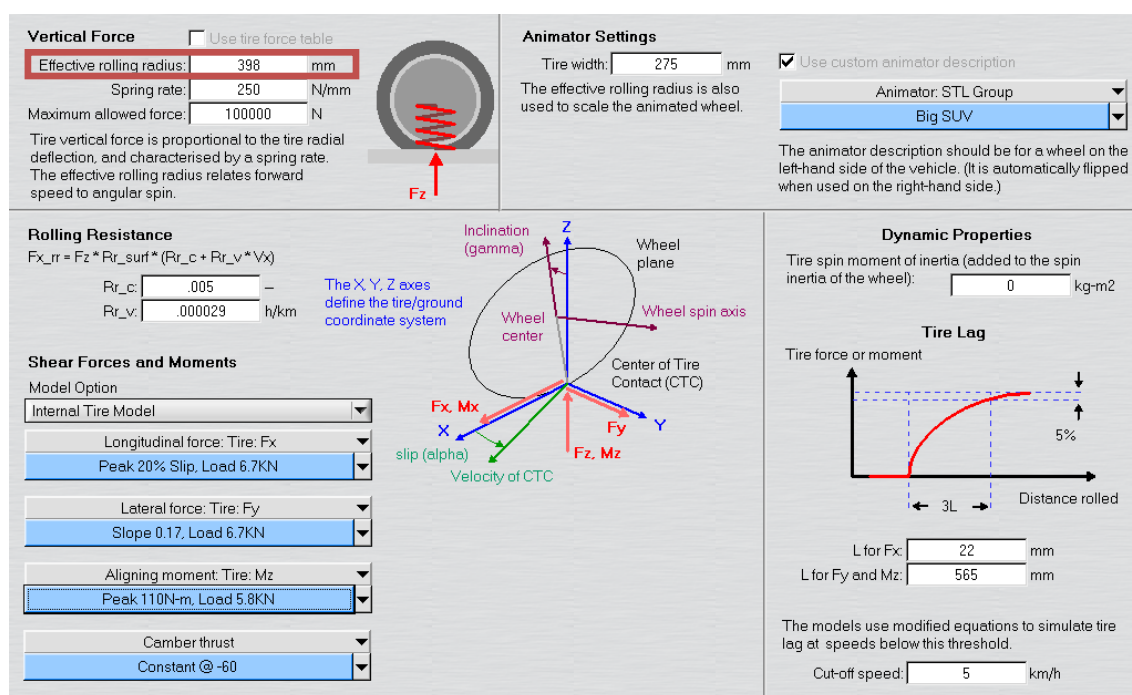 Vertical Force
Use tire force table
Effective rolling radius: 398 mm
Spring rate: 250 N/mm
Maximum allowed force: 100000 N
Tire vertical force is proportional to the tire radial
deflection, and characterised by a spring rate.
The effective rolling radius relates forward
speed to angular spin.
Fz
Animator Settings
Tire width: 275 mm
The effective rolling radius is also
used to scale the animated wheel.
Use custom animator description
Animator: STL Group
Big SUV
The animator description should be for a wheel on the
left-hand side of the vehicle. (It is automatically flipped
when used on the right-hand side.)
Rolling Resistance
Fx_rr = Fz * Rr_surf * (Rr_c + Rr_v * Vx)
Rr_c: .005 –
Rr_v: .000029 h/km
Shear Forces and Moments
Model Option
Internal Tire Model
Longitudinal force: Tire: Fx
Peak 20% Slip, Load 6.7KN
Lateral force: Tire: Fy
Slope 0.17, Load 6.7KN
Aligning moment: Tire: Mz
Peak 110N-m, Load 5.8KN
Camber thrust
Constant @ -60
The X, Y, Z axes
define the tire/ground
coordinate system
Inclination
(gamma)
Z
Wheel
plane
Wheel
center
Wheel spin axis
Center of Tire
Contact (CTC)
Fx, Mx
X
Fy
Y
slip (alpha)
Fz, Mz
Velocity of CTC
Dynamic Properties
Tire spin moment of inertia (added to the spin
inertia of the wheel): 0 kg-m2
Tire Lag
Tire force or moment
5%
3L
Distance rolled
L for Fx: 22 mm
L for Fy and Mz: 565 mm
The models use modified equations to simulate tire
lag at speeds below this threshold.
Cut-off speed: 5 km/h